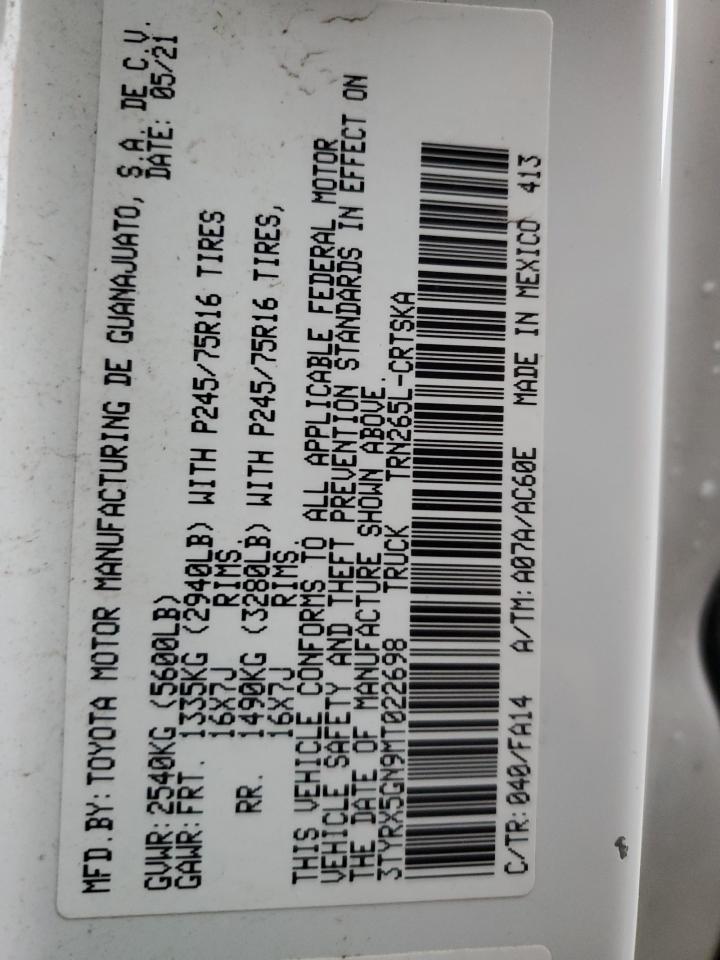 MFD.BY: TOYOTA MOTOR MANUFACTURING DE GUANAJUATO, S.A. DE C.V.
DATE: 05/21
GVWR: 2540KG (5600LB)
GAWR: FRT. 1335KG (2940LB) WITH P245/75R16 TIRES
16X7J RIMS.
RR. 1490KG (3280LB) WITH P245/75R16 TIRES,
16X7J RIMS.
THIS VEHICLE CONFORMS TO ALL APPLICABLE FEDERAL MOTOR
VEHICLE SAFETY AND THEFT PREVENTION STANDARDS IN EFFECT ON
THE DATE OF MANUFACTURE SHOWN ABOVE.
3TYRX5GN9MT022698 TRUCK TRN265L-CRTSKA
C/TR: 040/FA14 A/TM: A07A/AC60E MADE IN MEXICO 413